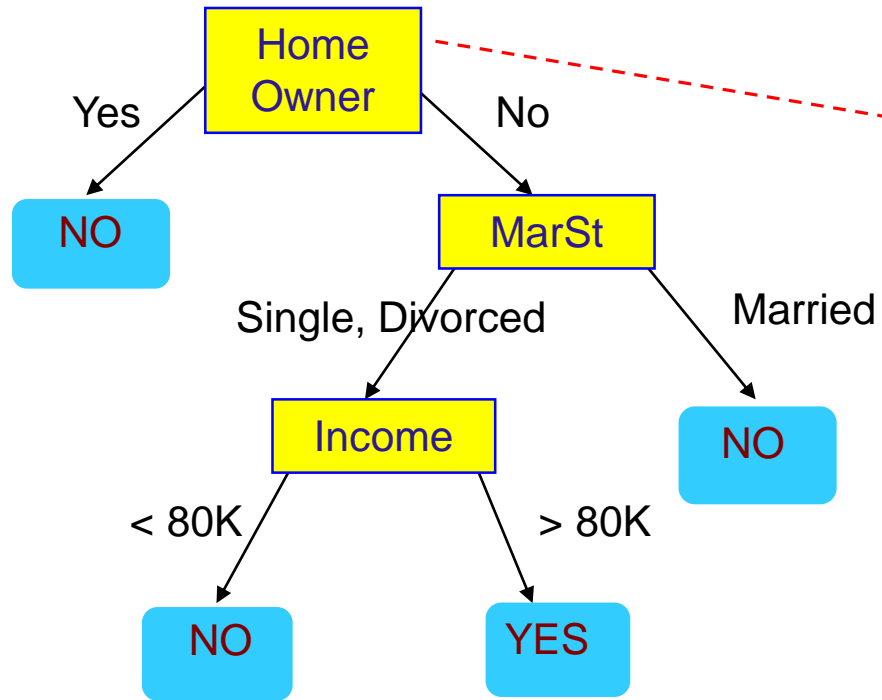 Home
Owner
Yes
No
NO
MarSt
Single, Divorced
Married
Income
NO
< 80K
> 80K
NO
YES